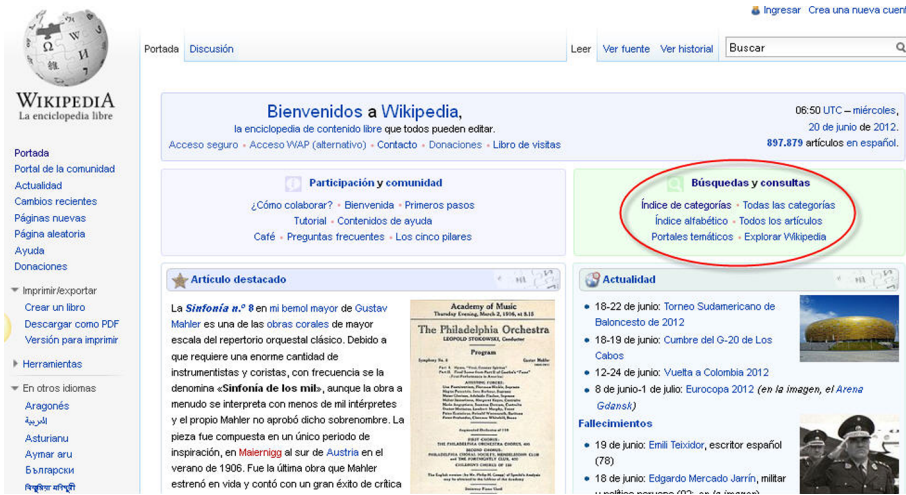 Ingresar Crea una nueva cuen
Portada Discusión Leer Ver fuente Ver historial Buscar
WIKIPEDIA
La enciclopedia libre
Portada
Portal de la comunidad
Actualidad
Cambios recientes
Páginas nuevas
Página aleatoria
Ayuda
Donaciones
Imprimir/exportar
Crear un libro
Descargar como PDF
Versión para imprimir
Herramientas
En otros idiomas
Aragonés
العربية
Asturianu
Aymar aru
Български
Bienvenidos a Wikipedia,
la enciclopedia de contenido libre que todos pueden editar.
Acceso seguro • Acceso WAP (alternativo) • Contacto • Donaciones • Libro de visitas
06:50 UTC – miércoles,
20 de junio de 2012.
897.879 artículos en español.
Participación y comunidad
¿Cómo colaborar? • Bienvenida • Primeros pasos
Tutorial • Contenidos de ayuda
Café • Preguntas frecuentes • Los cinco pilares
Búsquedas y consultas
Índice de categorías • Todas las categorías
Índice alfabético • Todos los artículos
Portales temáticos • Explorar Wikipedia
Artículo destacado
La Sinfonía n.º 8 en mi bemol mayor de Gustav
Mahler es una de las obras corales de mayor
escala del repertorio orquestal clásico. Debido a
que requiere una enorme cantidad de
instrumentistas y coristas, con frecuencia se la
denomina «Sinfonía de los mil», aunque la obra a
menudo se interpreta con menos de mil intérpretes
y el propio Mahler no aprobó dicho sobrenombre. La
pieza fue compuesta en un único periodo de
inspiración, en Maiernigg al sur de Austria en el
verano de 1906. Fue la última obra que Mahler
estrenó en vida y contó con un gran éxito de crítica
Academy of Music
Thursday Evening, March 2, 1916, at 8.15
The Philadelphia Orchestra
LEOPOLD STOKOWSKI, Conductor
Program
Actualidad
18-22 de junio: Torneo Sudamericano de
Baloncesto de 2012
18-19 de junio: Cumbre del G-20 de Los
Cabos
12-24 de junio: Vuelta a Colombia 2012
8 de junio-1 de julio: Eurocopa 2012 (en la imagen, el Arena
Gdansk)
Fallecimientos
19 de junio: Emili Teixidor, escritor español
(78)
18 de junio: Edgardo Mercado Jarrín, militar
y político peruano (92; en la imagen)